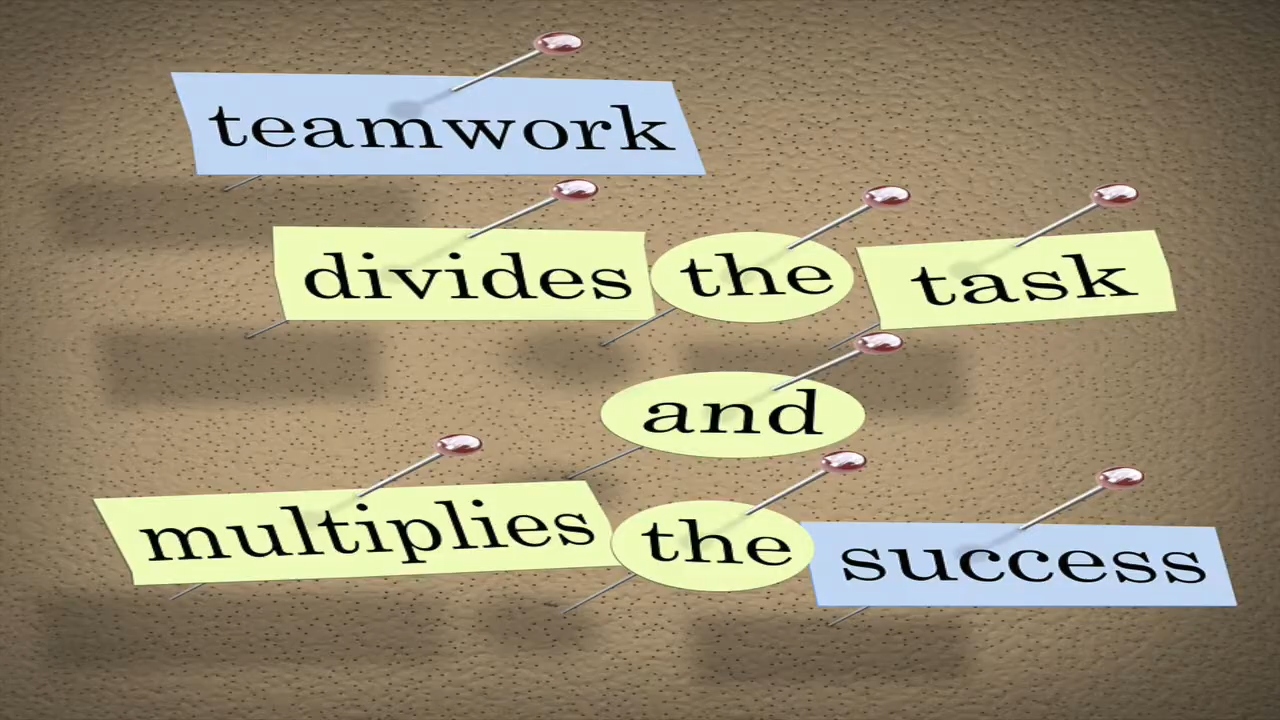 teamwork
divides the task
and
multiplies the success